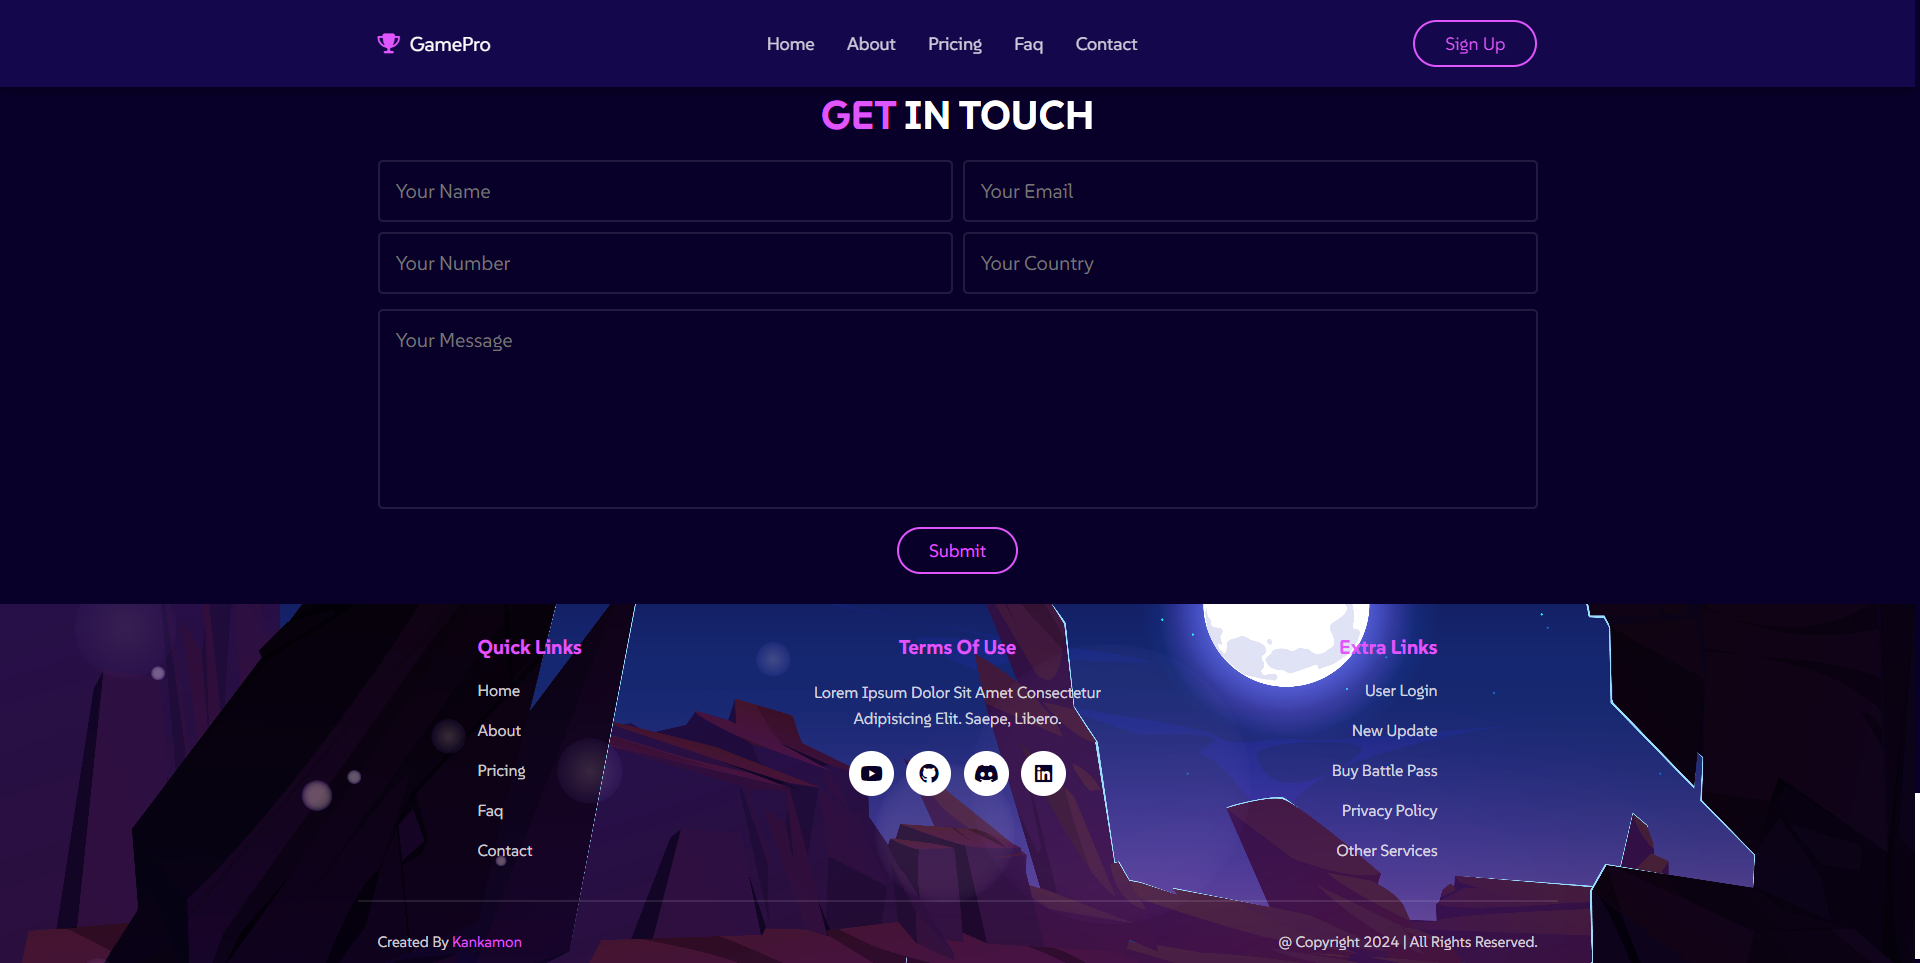 GamePro
Home
About
Pricing
Faq
Contact
Sign Up
GET IN TOUCH
Your Name
Your Email
Your Number
Your Country
Your Message
Submit
Quick Links
Home
About
Pricing
Faq
Contact
Terms Of Use
Lorem Ipsum Dolor Sit Amet Consectetur
Adipisicing Elit. Saepe, Libero.
Extra Links
User Login
New Update
Buy Battle Pass
Privacy Policy
Other Services
Created By Kankamon
@ Copyright 2024 | All Rights Reserved.